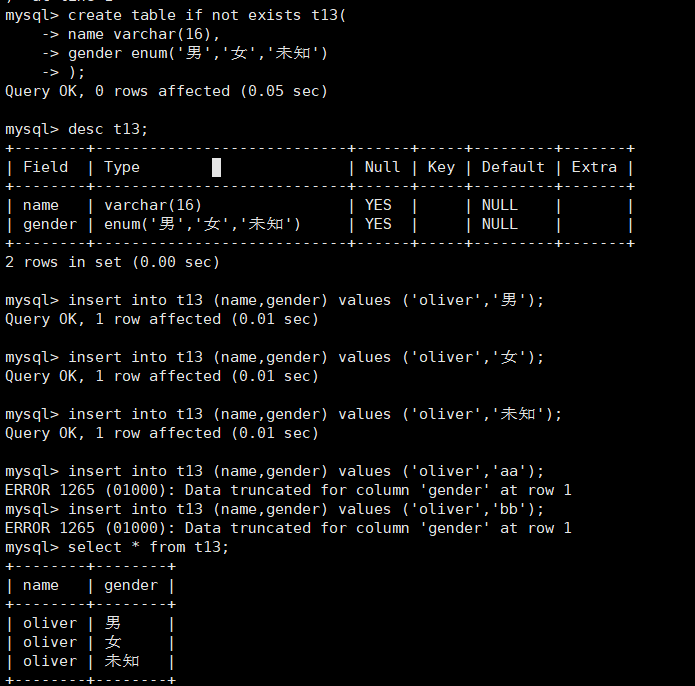 , at line 1
mysql> create table if not exists t13(
    -> name varchar(16),
    -> gender enum('男','女','未知')
    -> );
Query OK, 0 rows affected (0.05 sec)

mysql> desc t13;
+--------+----------------------------+------+-----+---------+-------+
| Field  | Type                       | Null | Key | Default | Extra |
+--------+----------------------------+------+-----+---------+-------+
| name   | varchar(16)                | YES  |     | NULL    |       |
| gender | enum('男','女','未知')     | YES  |     | NULL    |       |
+--------+----------------------------+------+-----+---------+-------+
2 rows in set (0.00 sec)

mysql> insert into t13 (name,gender) values ('oliver','男');
Query OK, 1 row affected (0.01 sec)

mysql> insert into t13 (name,gender) values ('oliver','女');
Query OK, 1 row affected (0.01 sec)

mysql> insert into t13 (name,gender) values ('oliver','未知');
Query OK, 1 row affected (0.01 sec)

mysql> insert into t13 (name,gender) values ('oliver','aa');
ERROR 1265 (01000): Data truncated for column 'gender' at row 1
mysql> insert into t13 (name,gender) values ('oliver','bb');
ERROR 1265 (01000): Data truncated for column 'gender' at row 1
mysql> select * from t13;
+--------+--------+
| name   | gender |
+--------+--------+
| oliver | 男     |
| oliver | 女     |
| oliver | 未知   |
+--------+--------+